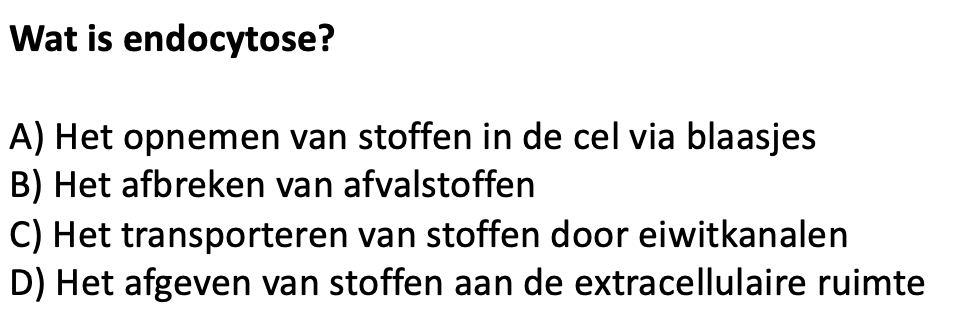 Wat is endocytose?
A) Het opnemen van stoffen in de cel via blaasjes
B) Het afbreken van afvalstoffen
C) Het transporteren van stoffen door eiwitkanalen
D) Het afgeven van stoffen aan de extracellulaire ruimte